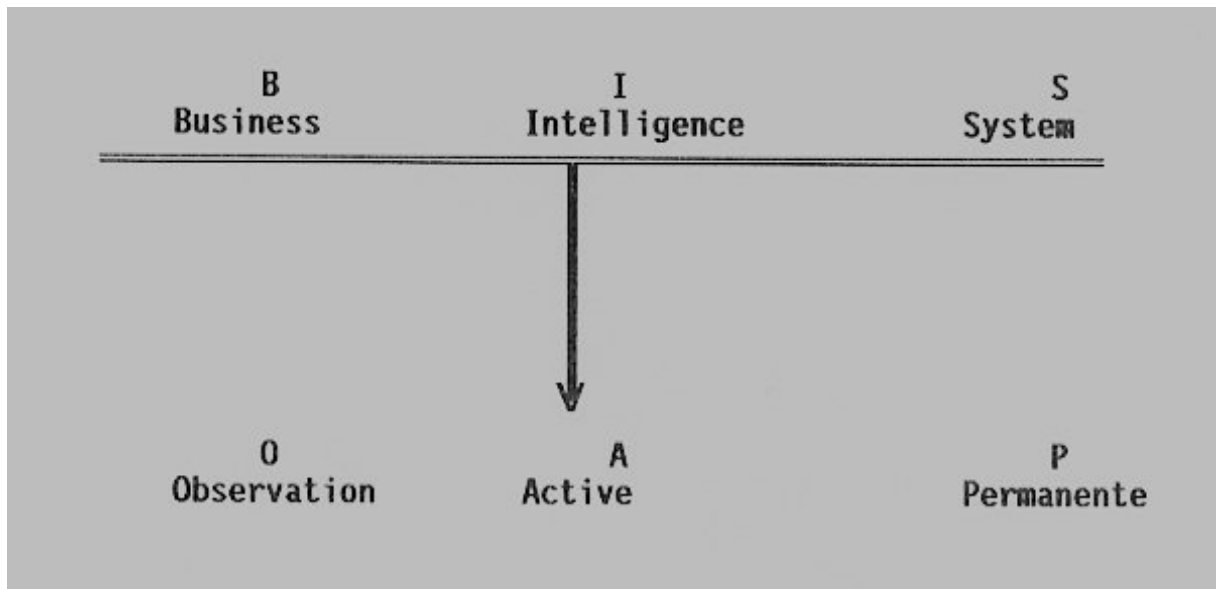 B I S
Business Intelligence System
O A P
Observation Active Permanente